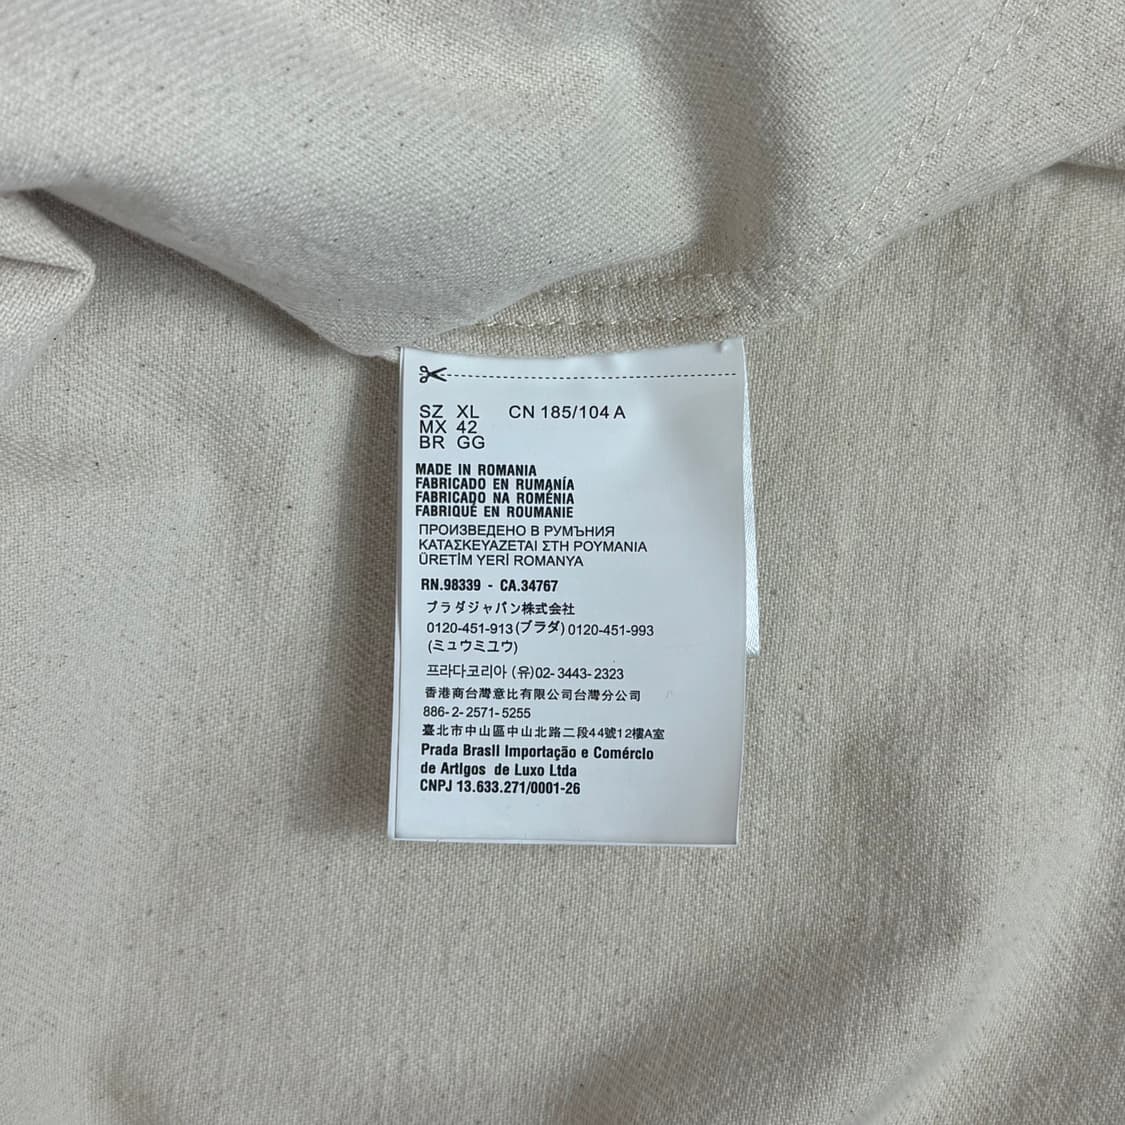 SZ XL CN 185/104 A
MX 42
BR GG
MADE IN ROMANIA
FABRICADO EN RUMANÍA
FABRICADO NA ROMÉNIA
FABRIQUÉ EN ROUMANIE
ПРОИЗВЕДЕНО В РУМЪНИЯ
ΚΑΤΑΣΚΕΥΑΖΕΤΑΙ ΣΤΗ ΡΟΥΜΑΝΙΑ
ÜRETİM YERİ ROMANYA
RN.98339 - CA.34767
プラダジャパン株式会社
0120-451-913(プラダ)0120-451-993
(ミュウミユウ)
프라다코리아 (유)02-3443-2323
香港商台灣意比有限公司台灣分公司
886-2-2571-5255
臺北市中山區中山北路二段44號12樓A室
Prada Brasll Importação e Comérclo
de Artlgos de Luxo Ltda
CNPJ 13.633.271/0001-26